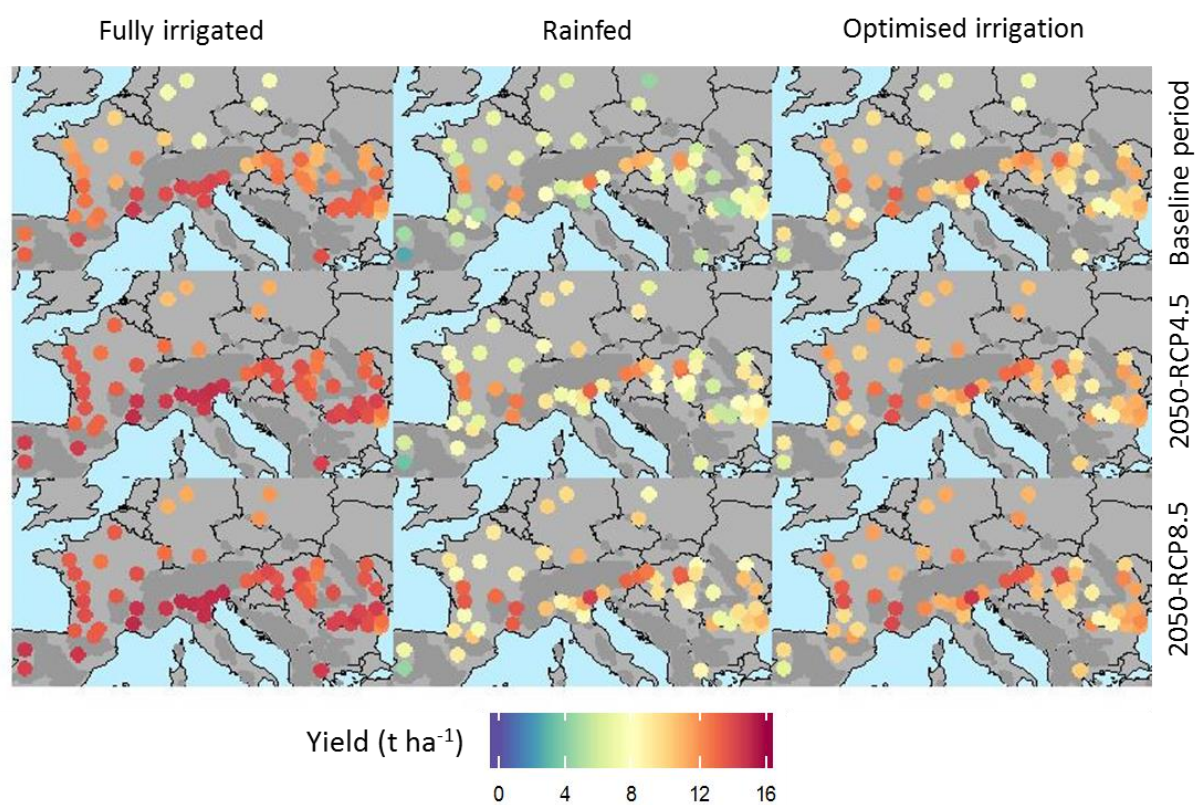 Fully irrigated
Rainfed
Optimised irrigation
Baseline period
2050-RCP4.5
2050-RCP8.5
Yield (t ha⁻¹)
0 4 8 12 16